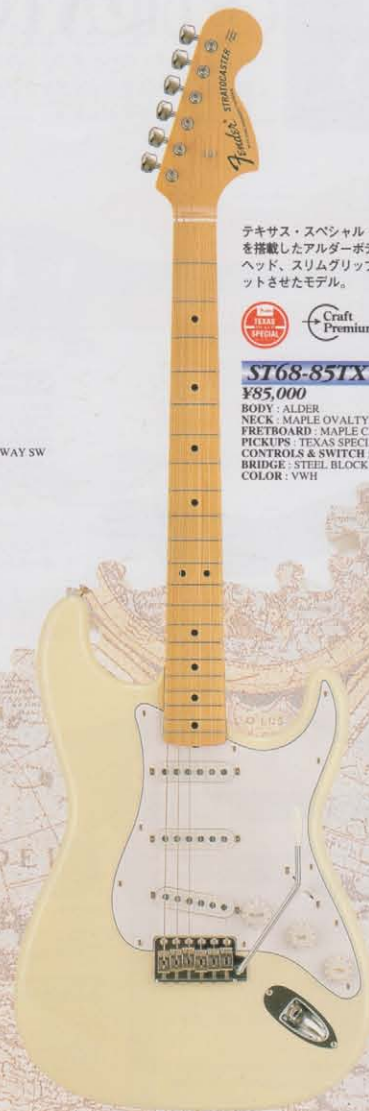 Fender STRATOCASTER
テキサス・スペシャル
を搭載したアルダーボデ
ヘッド、スリムグリップ
ットさせたモデル。
TEXAS
SPECIAL
Craft
Premium
ST68-85TX
¥85,000
BODY : ALDER
NECK : MAPLE OVALTY
FRETBOARD : MAPLE C
PICKUPS : TEXAS SPECI
CONTROLS & SWITCH :
BRIDGE : STEEL BLOCK
COLOR : VWH
WAY SW